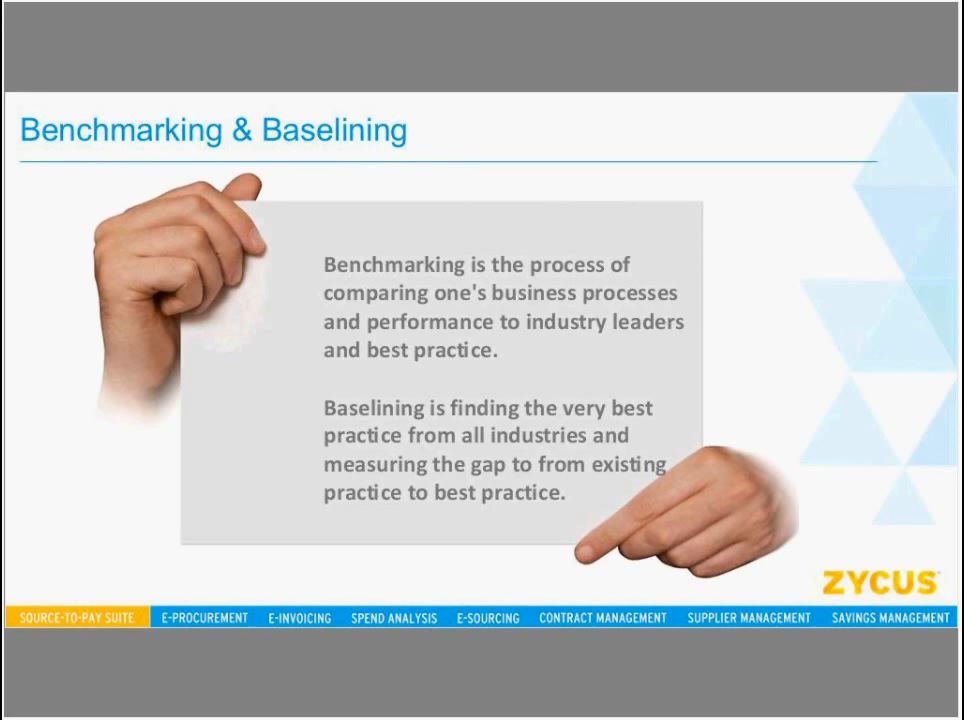 Benchmarking & Baselining
Benchmarking is the process of
comparing one's business processes
and performance to industry leaders
and best practice.
Baselining is finding the very best
practice from all industries and
measuring the gap to from existing
practice to best practice.
ZYCUS
SOURCE-TO-PAY SUITE E-PROCUREMENT E-INVOICING SPEND ANALYSIS E-SOURCING CONTRACT MANAGEMENT SUPPLIER MANAGEMENT SAVINGS MANAGEMENT